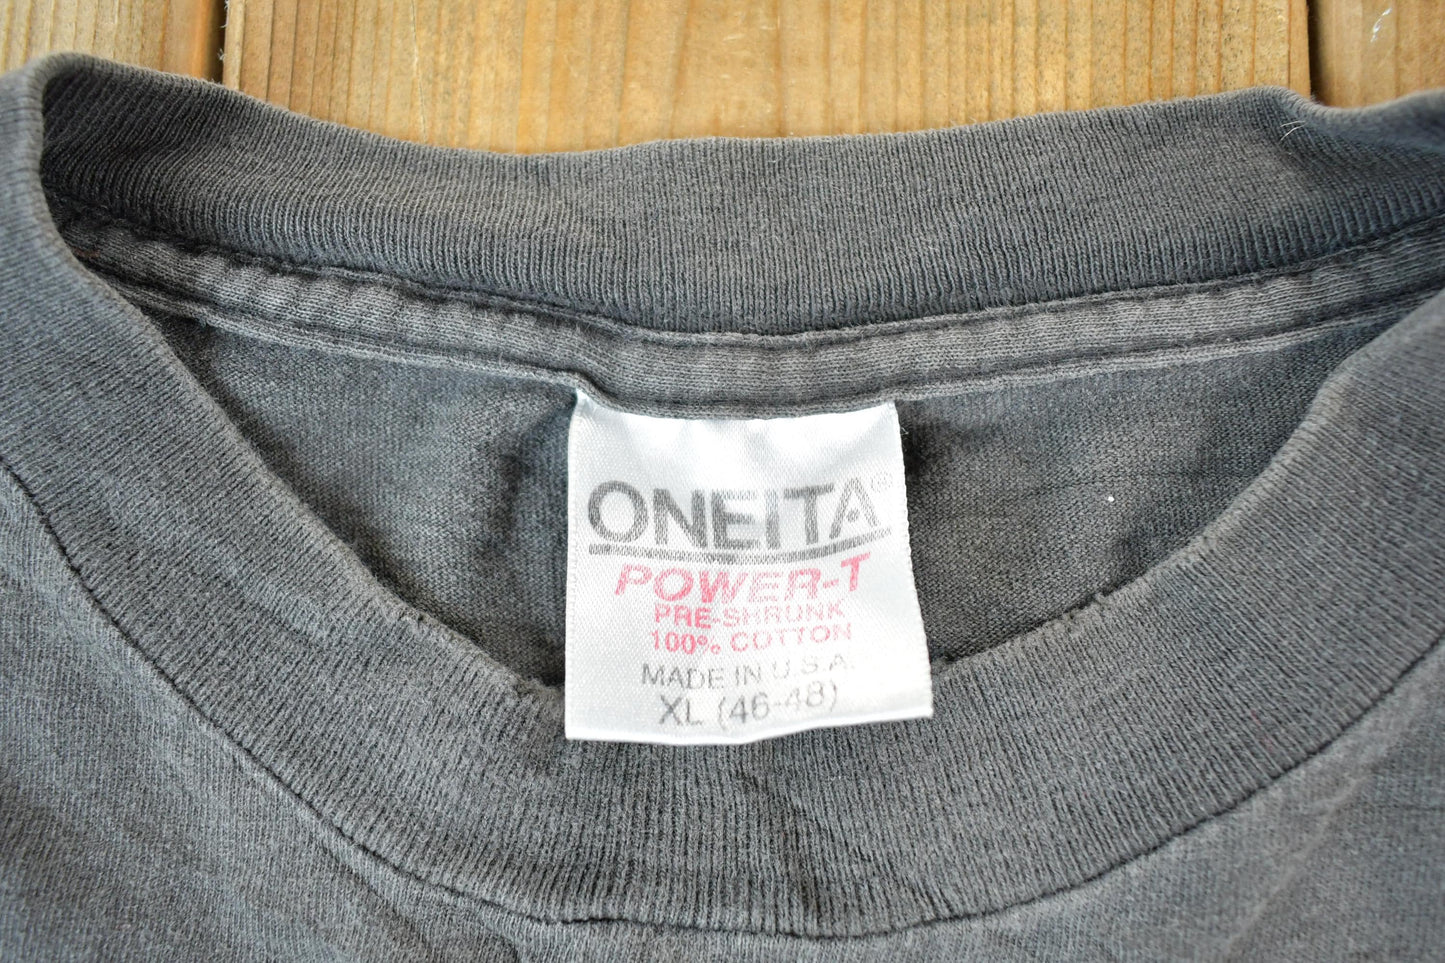 ONEITA
POWER-T
PRE-SHRUNK
100% COTTON
MADE IN U.S.A.
XL (46-48)